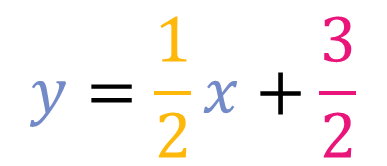 y = 1/2 x + 3/2